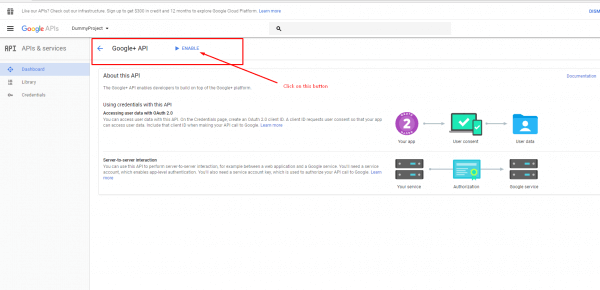 Like our APIs? Check out our infrastructure. Sign up to get $300 in credit and 12 months to explore Google Cloud Platform. Learn more
DISM
Google APIs
DummyProject
API
APIs & services
Google+ API
ENABLE
Dashboard
Library
Credentials
Click on this button
About this API
Documentation
The Google+ API enables developers to build on top of the Google+ platform.
Using credentials with this API
Accessing user data with OAuth 2.0
You can access user data with this API. On the Credentials page, create an OAuth 2.0 client ID. A client ID requests user consent so that your app
can access user data. Include that client ID when making your API call to Google. Learn more
2
Your app
User consent
User data
Server-to-server interaction
You can use this API to perform server-to-server interaction, for example between a web application and a Google service. You'll need a service
account, which enables app-level authentication. You'll also need a service account key, which is used to authorize your API call to Google. Learn
more
Your service
Authorization
Google service